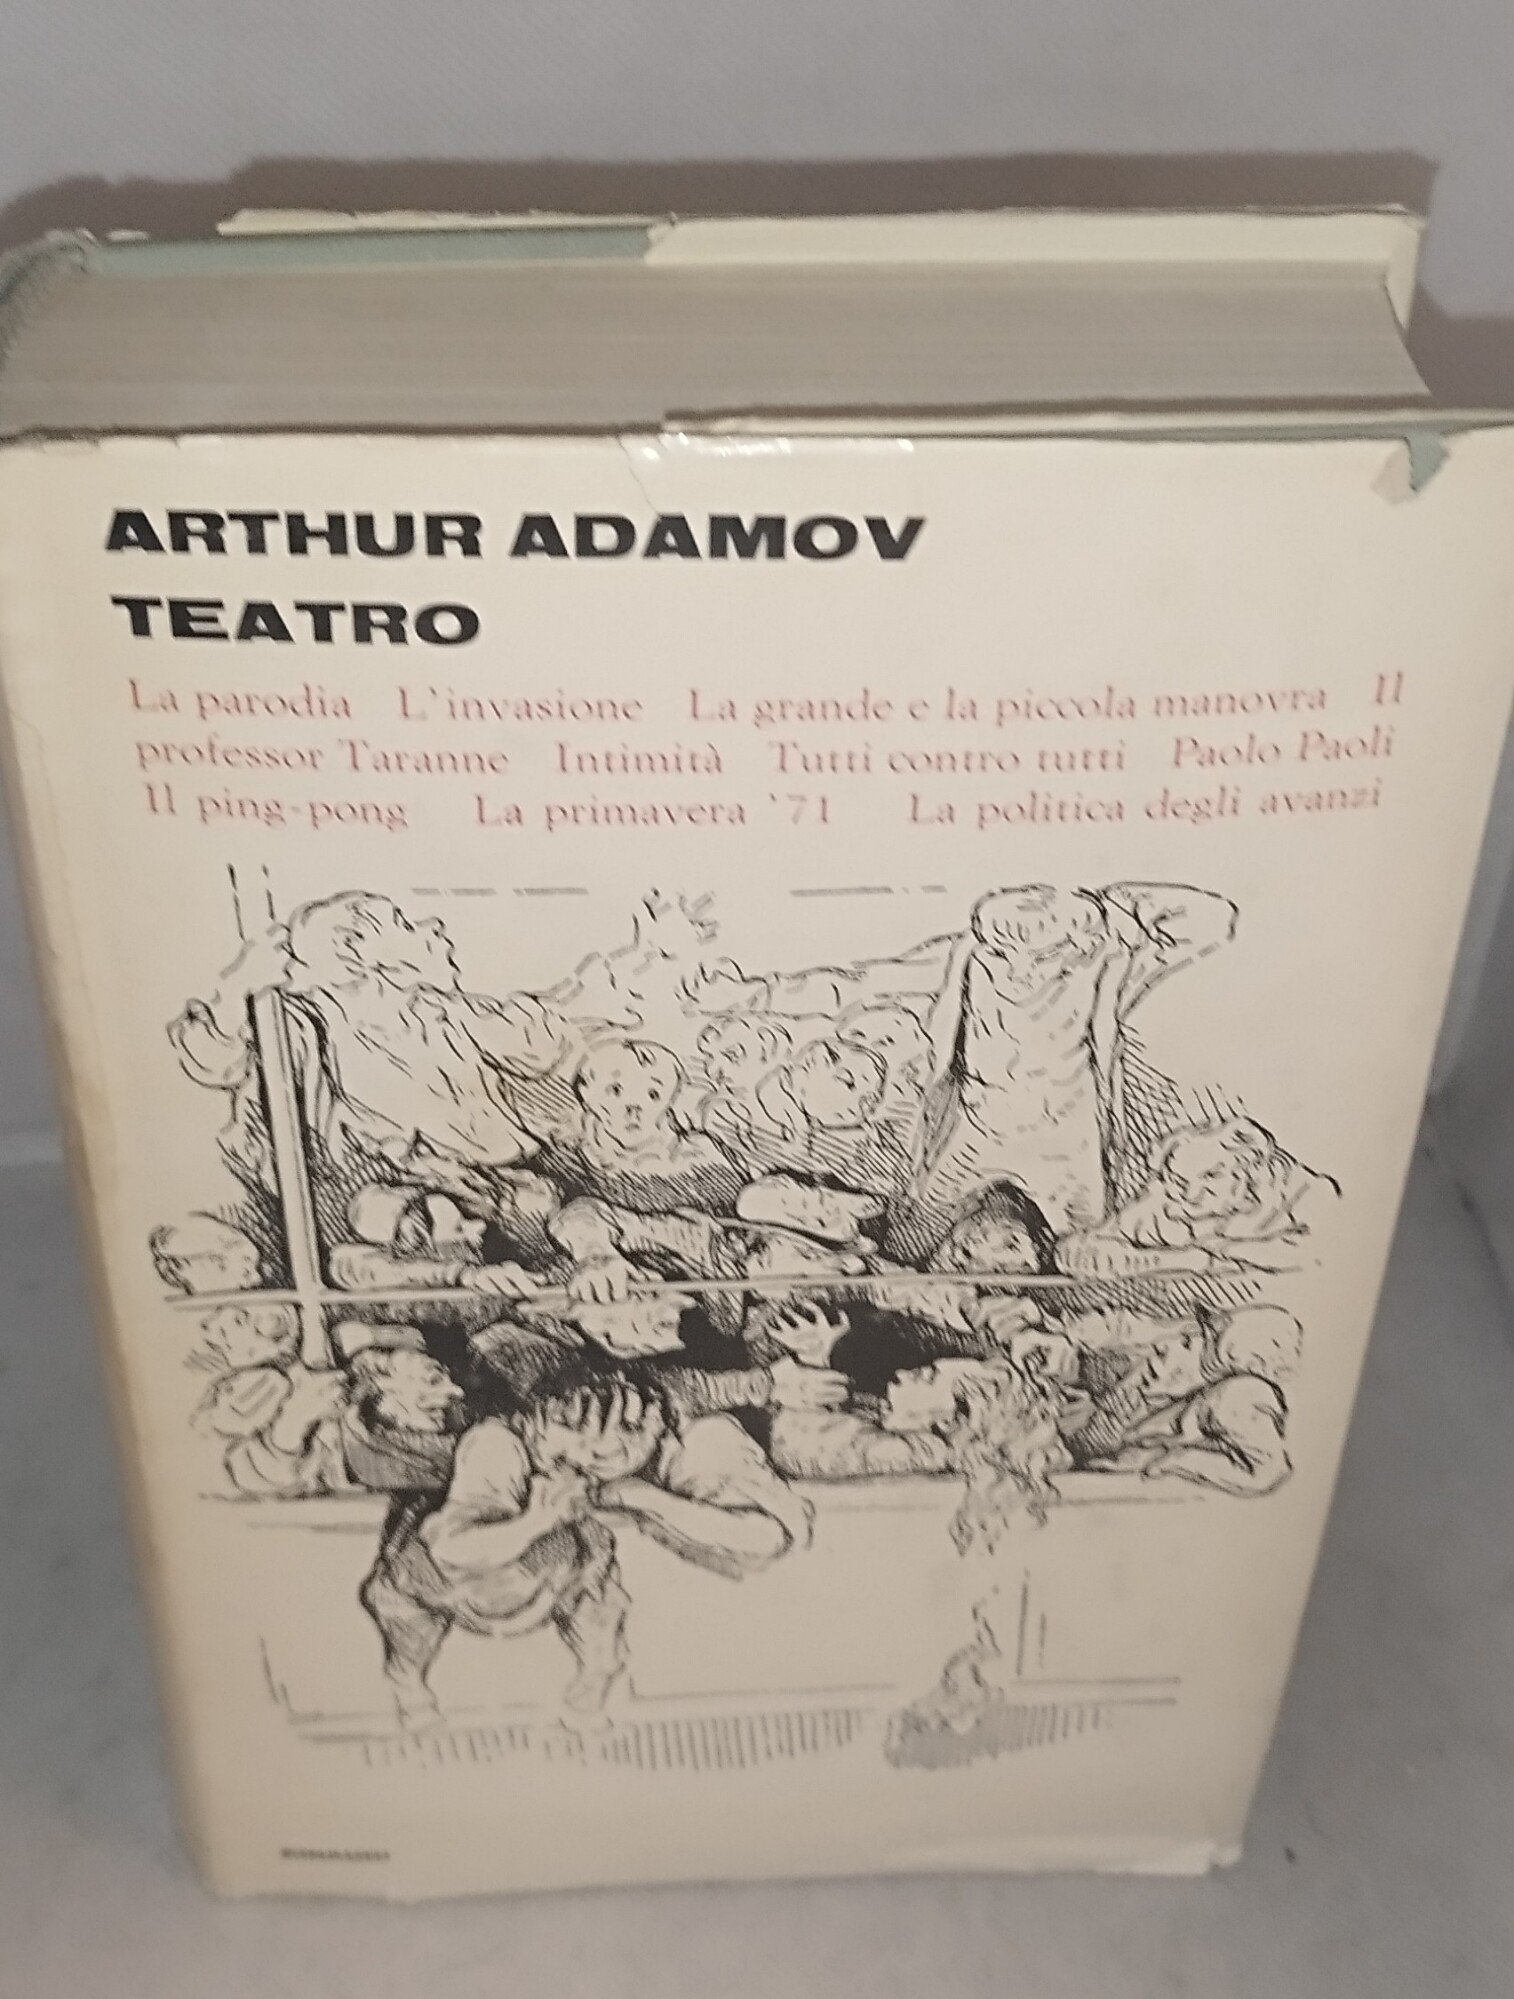 ARTHUR ADAMOV
TEATRO
La parodia L'invasione La grande e la piccola manovra Il
professor Taranne Intimità Tutti contro tutti Paolo Paoli
Il ping-pong La primavera '71 La politica degli avanzi